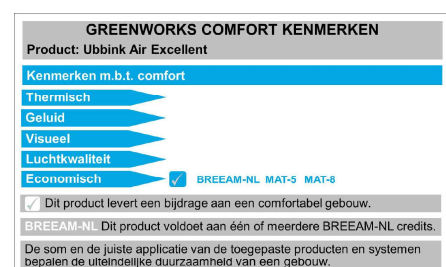 GREENWORKS COMFORT KENMERKEN
Product: Ubbink Air Excellent
Kenmerken m.b.t. comfort
Thermisch
Geluid
Visueel
Luchtkwaliteit
Economisch BREEAM-NL MAT-5 MAT-8
Dit product levert een bijdrage aan een comfortabel gebouw.
BREEAM-NL Dit product voldoet aan één of meerdere BREEAM-NL credits.
De som en de juiste applicatie van de toegepaste producten en systemen
bepalen de uiteindelijke duurzaamheid van een gebouw.